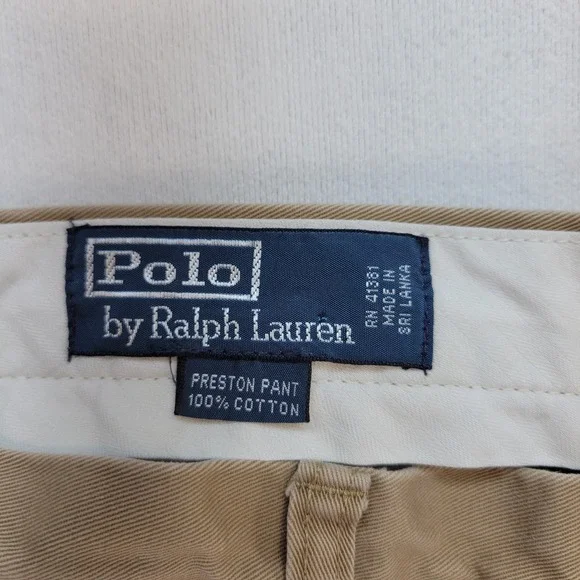 Polo
by Ralph Lauren
RN 41381
MADE IN
SRI LANKA
PRESTON PANT
100% COTTON